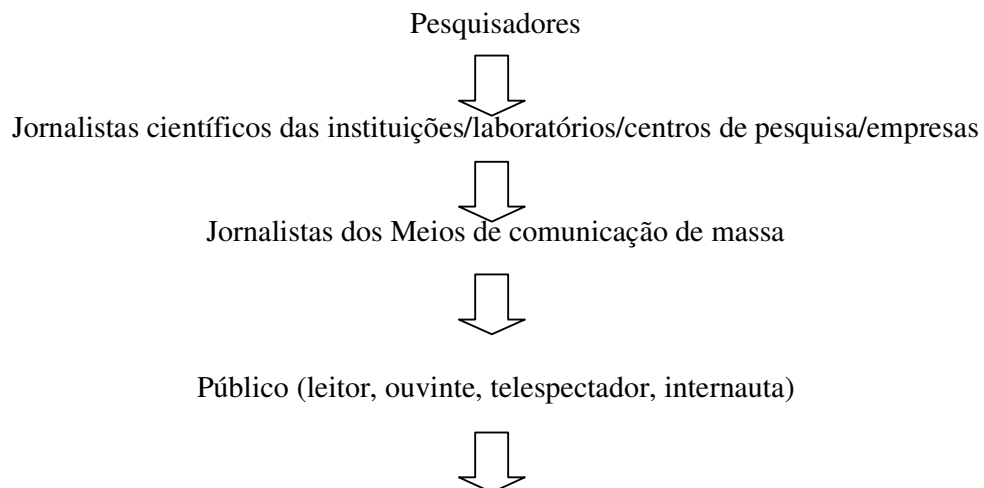 Pesquisadores
Jornalistas científicos das instituições/laboratórios/centros de pesquisa/empresas
Jornalistas dos Meios de comunicação de massa
Público (leitor, ouvinte, telespectador, internauta)